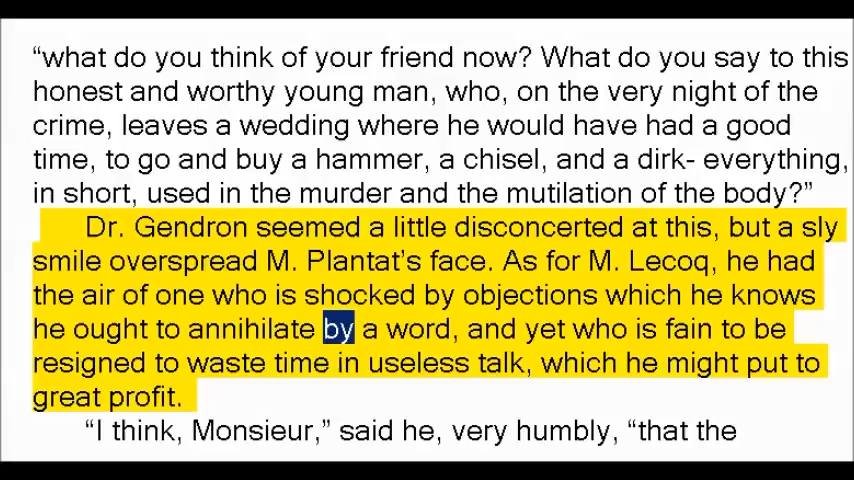 “what do you think of your friend now? What do you say to this
honest and worthy young man, who, on the very night of the
crime, leaves a wedding where he would have had a good
time, to go and buy a hammer, a chisel, and a dirk- everything,
in short, used in the murder and the mutilation of the body?”
Dr. Gendron seemed a little disconcerted at this, but a sly
smile overspread M. Plantat’s face. As for M. Lecoq, he had
the air of one who is shocked by objections which he knows
he ought to annihilate by a word, and yet who is fain to be
resigned to waste time in useless talk, which he might put to
great profit.
“I think, Monsieur,” said he, very humbly, “that the